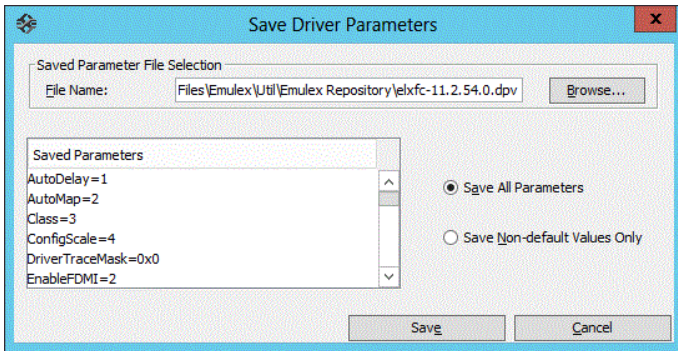 Save Driver Parameters
x
Saved Parameter File Selection
File Name: Files\Emulex\Util\Emulex Repository\elxfc-11.2.54.0.dpv Browse...
Saved Parameters
AutoDelay=1
AutoMap=2
Class=3
ConfigScale=4
DriverTraceMask=0x0
EnableFDMI=2
Save All Parameters
Save Non-default Values Only
Save Cancel